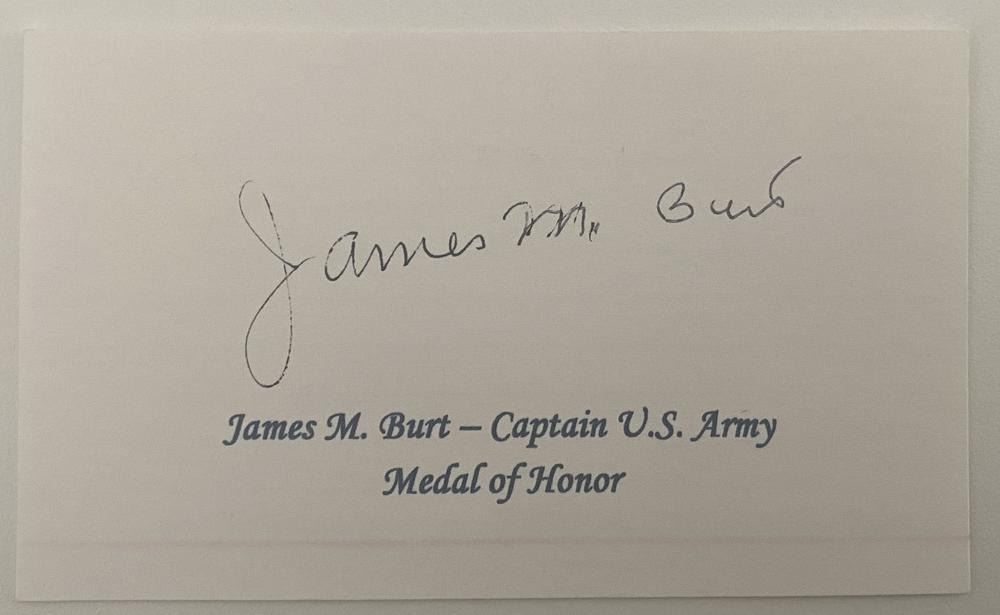 James M. Burt
James M. Burt – Captain U.S. Army
Medal of Honor